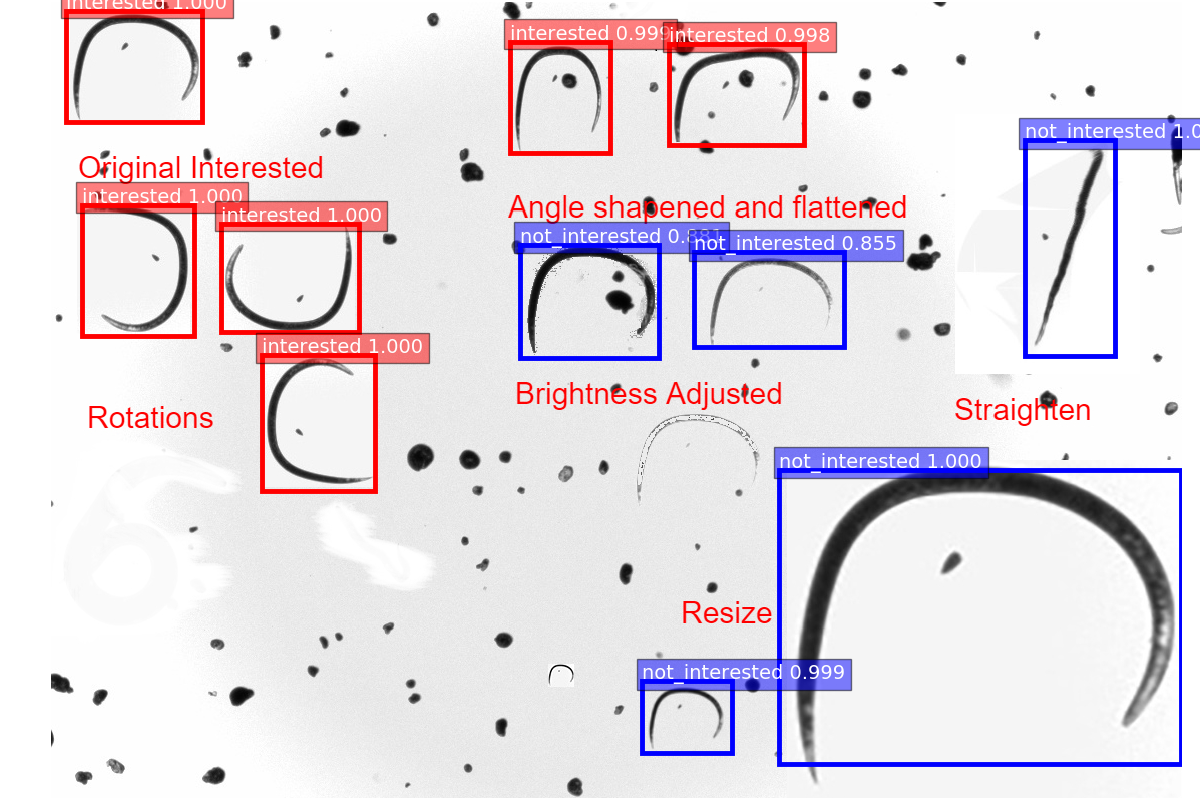 interested 1.000
interested 0.999
interested 0.998
not_interested 1.0
Original Interested
interested 1.000
interested 1.000
Angle shapened and flattened
not_interested 0.881
not_interested 0.855
interested 1.000
Brightness Adjusted
Straighten
Rotations
not_interested 1.000
Resize
not_interested 0.999